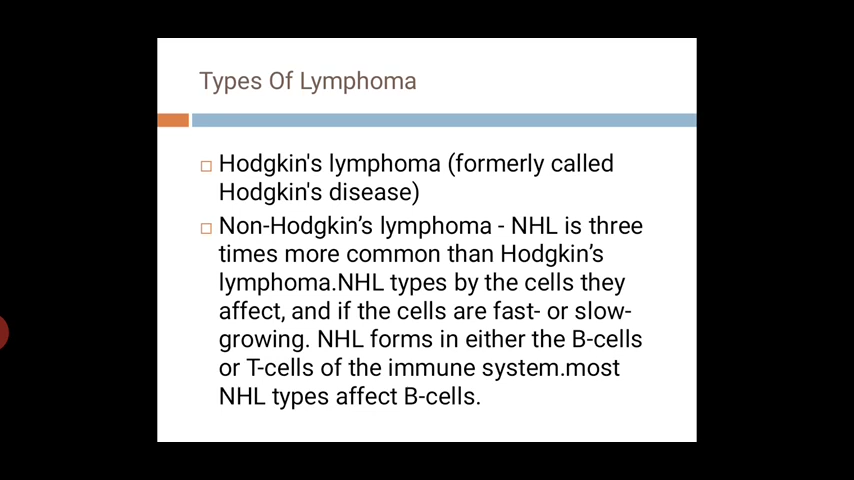 Types Of Lymphoma
Hodgkin's lymphoma (formerly called
Hodgkin's disease)
Non-Hodgkin’s lymphoma - NHL is three
times more common than Hodgkin’s
lymphoma.NHL types by the cells they
affect, and if the cells are fast- or slow-
growing. NHL forms in either the B-cells
or T-cells of the immune system.most
NHL types affect B-cells.